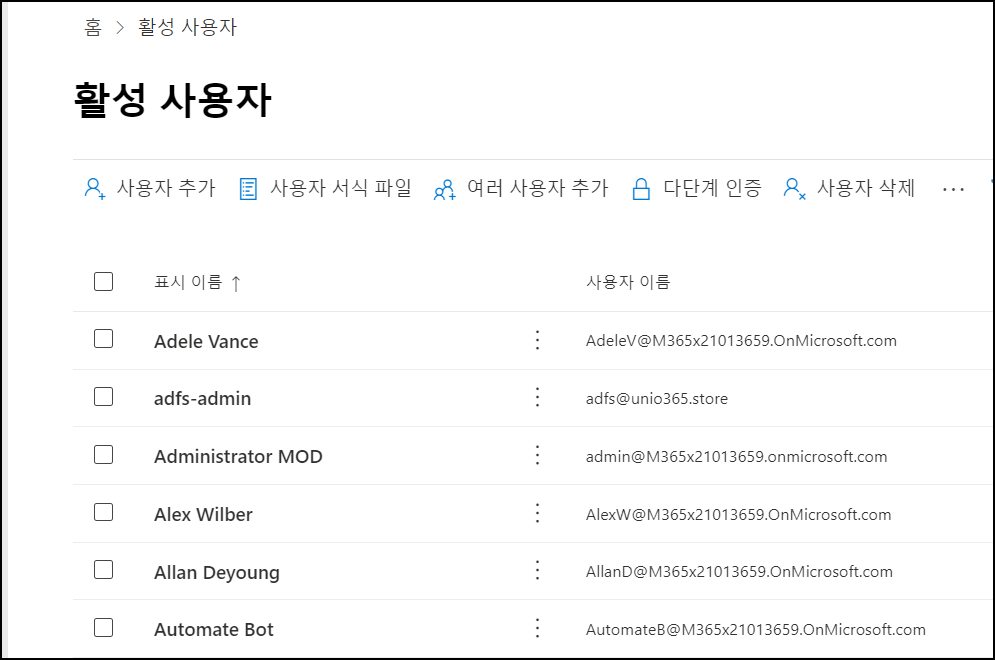 홈 > 활성 사용자
활성 사용자
사용자 추가 사용자 서식 파일 여러 사용자 추가 다단계 인증 사용자 삭제 ...
표시 이름 ↑ 사용자 이름
Adele Vance AdeleV@M365x21013659.OnMicrosoft.com
adfs-admin adfs@unio365.store
Administrator MOD admin@M365x21013659.onmicrosoft.com
Alex Wilber AlexW@M365x21013659.OnMicrosoft.com
Allan Deyoung AllanD@M365x21013659.OnMicrosoft.com
Automate Bot AutomateB@M365x21013659.OnMicrosoft.com